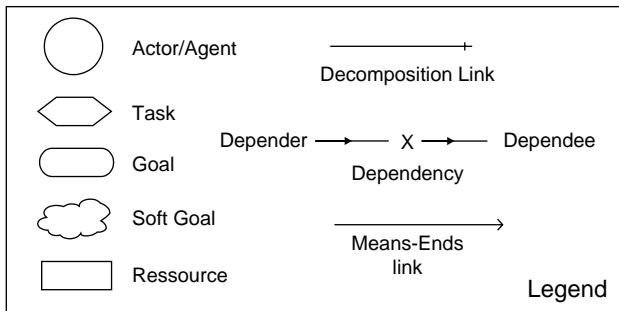 Actor/Agent
Decomposition Link
Task
Depender X Dependee
Dependency
Goal
Soft Goal
Means-Ends
link
Ressource
Legend